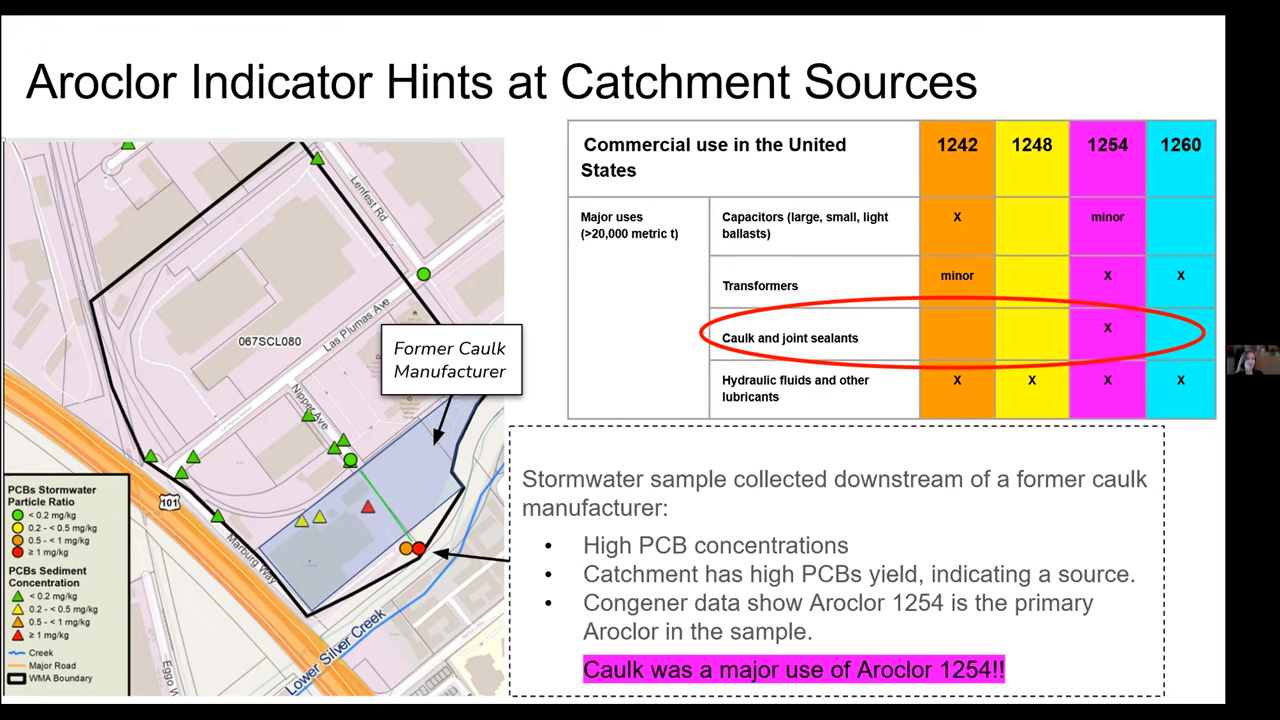 Aroclor Indicator Hints at Catchment Sources
Lenfest Rd
067SCL080
Las Plumas Ave
Nipper Ave
Former Caulk
Manufacturer
101
Marburg Way
Lower Silver Creek
PCBs Stormwater
Particle Ratio
< 0.2 mg/kg
0.2 - < 0.5 mg/kg
0.5 - < 1 mg/kg
≥ 1 mg/kg
PCBs Sediment
Concentration
< 0.2 mg/kg
0.2 - < 0.5 mg/kg
0.5 - < 1 mg/kg
≥ 1 mg/kg
Creek
Major Road
WMA Boundary
Commercial use in the United
States
1242 1248 1254 1260
Major uses
(>20,000 metric t)
Capacitors (large, small, light
ballasts)
X minor
Transformers
minor X X
Caulk and joint sealants
X
Hydraulic fluids and other
lubricants
X X X X
Stormwater sample collected downstream of a former caulk
manufacturer:
• High PCB concentrations
• Catchment has high PCBs yield, indicating a source.
• Congener data show Aroclor 1254 is the primary
Aroclor in the sample.
Caulk was a major use of Aroclor 1254!!